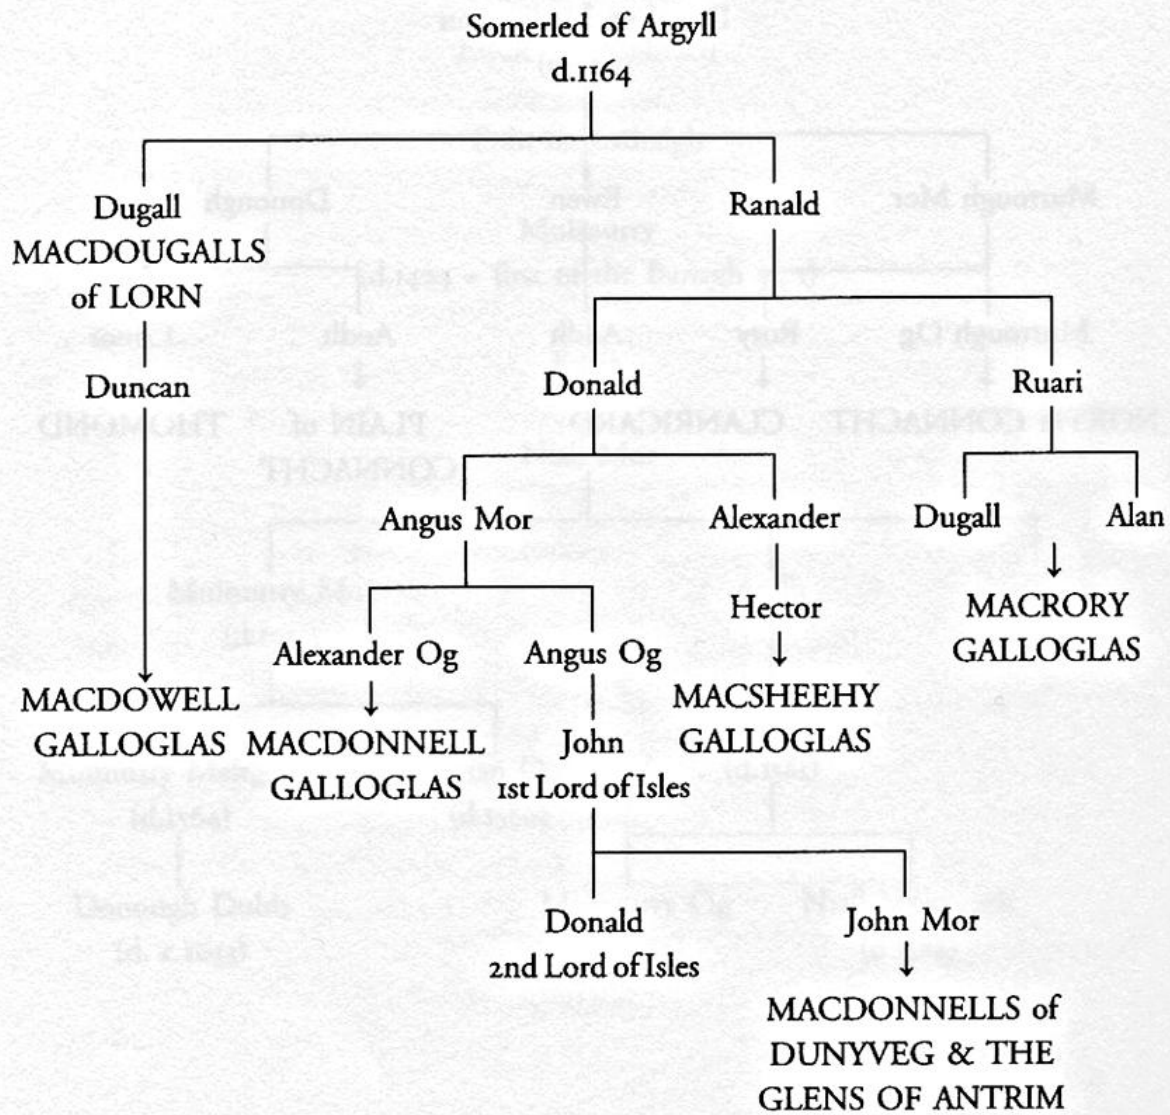 Somerled of Argyll
d.1164
Dugall
MACDOUGALLS
of LORN
Ranald
Duncan
Donald
Ruari
Angus Mor
Alexander
Dugall
Alan
Hector
MACRORY
GALLOGLAS
Alexander Og
Angus Og
MACDOWELL
GALLOGLAS
MACDONNELL
GALLOGLAS
John
1st Lord of Isles
MACSHEEHY
GALLOGLAS
Donald
2nd Lord of Isles
John Mor
MACDONNELLS of
DUNYVEG & THE
GLENS OF ANTRIM